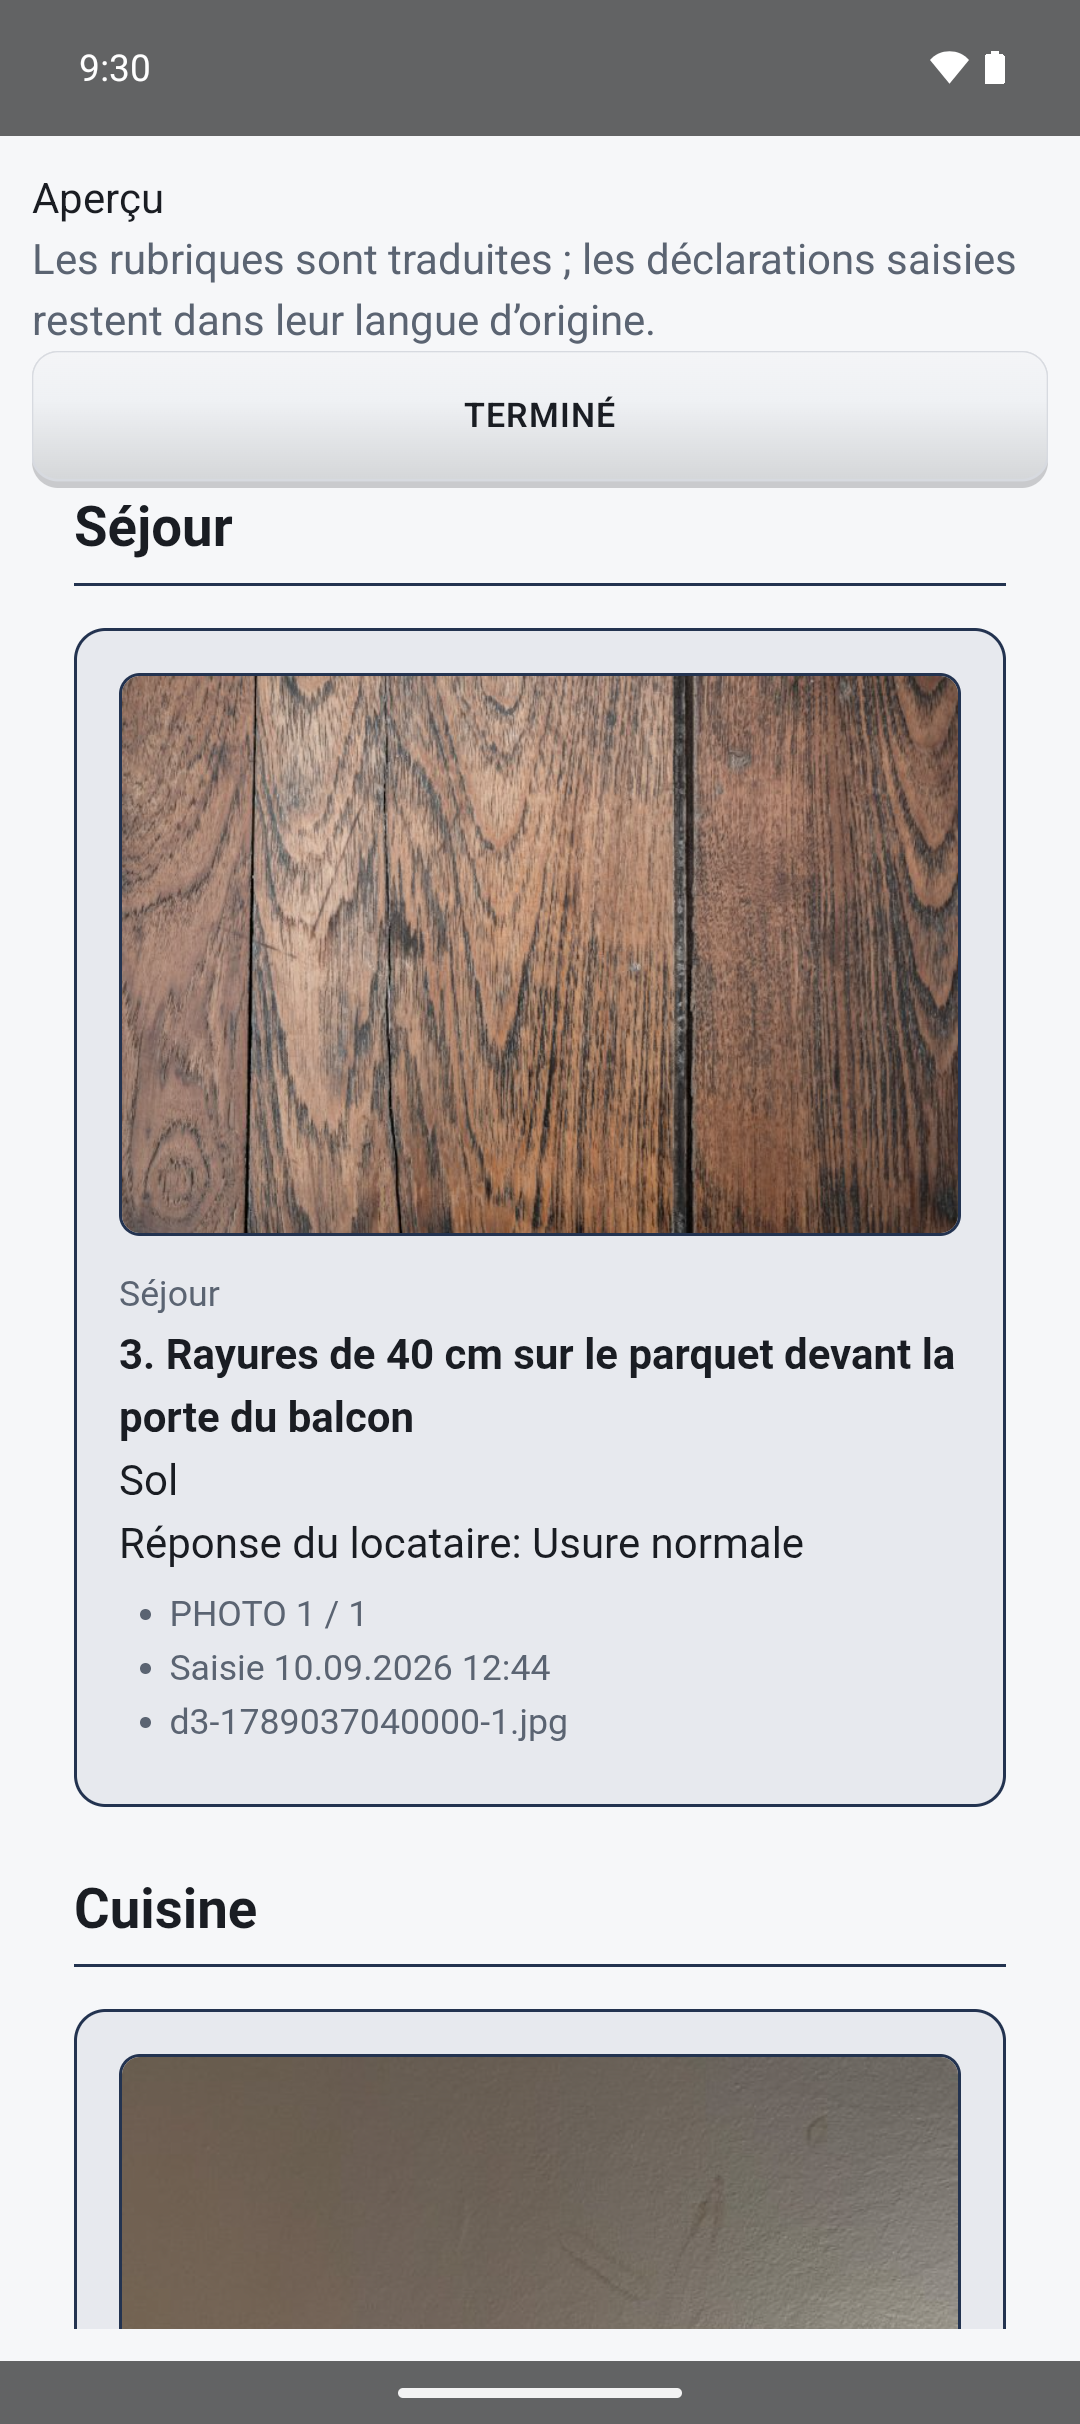 9:30
Aperçu
Les rubriques sont traduites ; les déclarations saisies
restent dans leur langue d’origine.
TERMINÉ
Séjour
Séjour
3. Rayures de 40 cm sur le parquet devant la
porte du balcon
Sol
Réponse du locataire: Usure normale
• PHOTO 1 / 1
• Saisie 10.09.2026 12:44
• d3-1789037040000-1.jpg
Cuisine